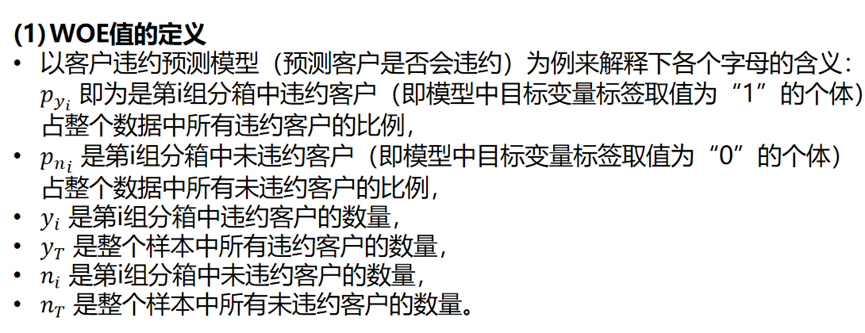 (1) WOE值的定义
• 以客户违约预测模型（预测客户是否会违约）为例来解释下各个字母的含义：
p_{y_i} 即为是第i组分箱中违约客户（即模型中目标变量标签取值为“1”的个体）
占整个数据中所有违约客户的比例，
• p_{n_i} 是第i组分箱中未违约客户（即模型中目标变量标签取值为“0”的个体）
占整个数据中所有未违约客户的比例，
• y_i 是第i组分箱中违约客户的数量，
• y_T 是整个样本中所有违约客户的数量，
• n_i 是第i组分箱中未违约客户的数量，
• n_T 是整个样本中所有未违约客户的数量。